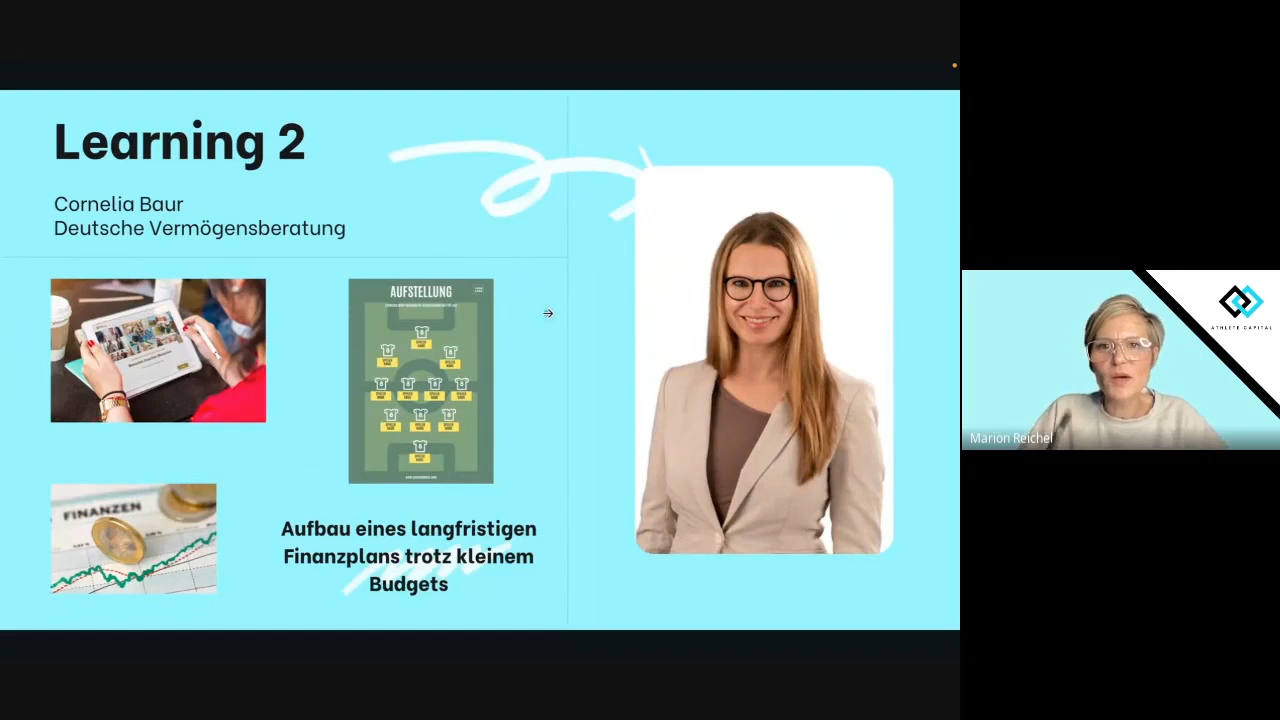 Learning 2
Cornelia Baur
Deutsche Vermögensberatung
AUFSTELLUNG
FINANZEN
Aufbau eines langfristigen
Finanzplans trotz kleinem
Budgets
ATHLETE CAPITAL
Marion Reichel